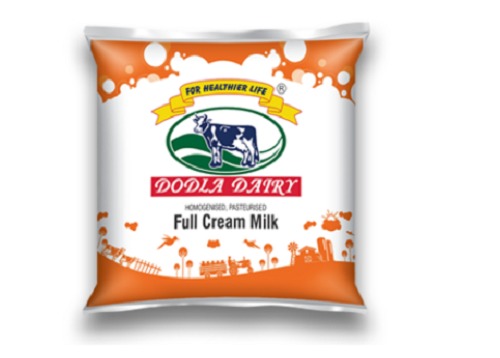 FOR HEALTHIER LIFE ®
DODLA DAIRY
HOMOGENISED, PASTEURISED
Full Cream Milk